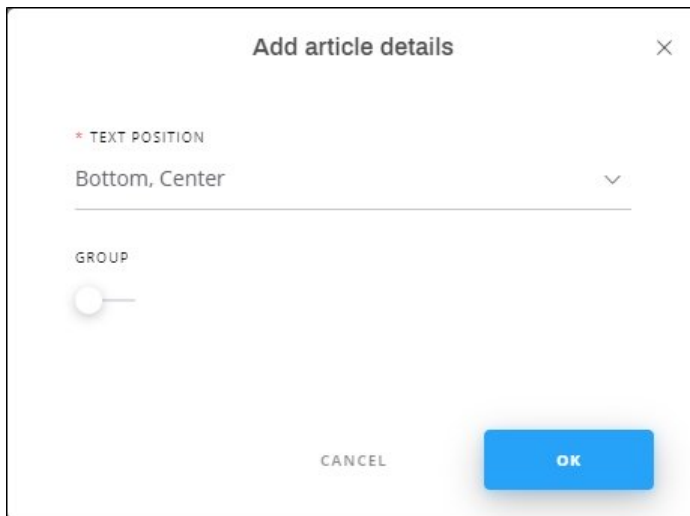 Add article details
* TEXT POSITION
Bottom, Center
GROUP
CANCEL
OK